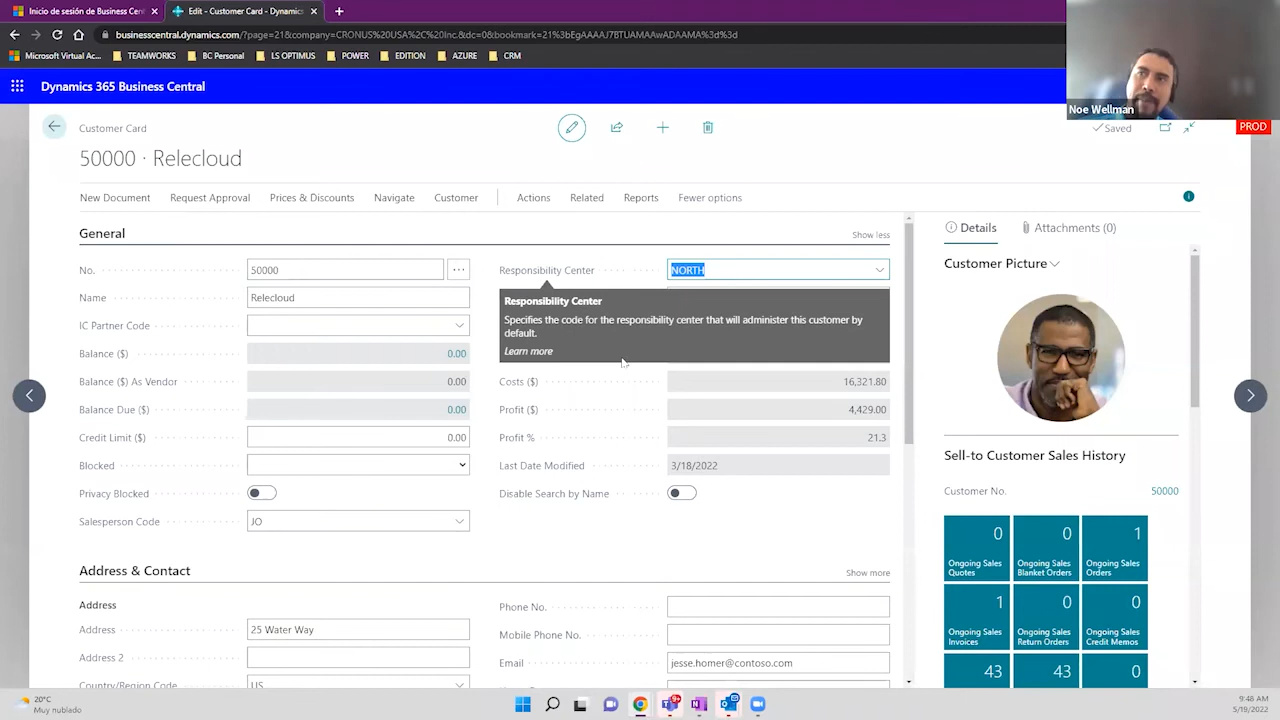 Inicio de sesión de Business Cen
Edit - Customer Card - Dynamics
businesscentral.dynamics.com/?page=21&company=CRONUS%20USA%2C%20Inc.&dc=0&bookmark=21%3bEgAAAAJ7BTUAMAAwADAAMA%3d%3d
Microsoft Virtual Ac...
TEAMWORKS
BC Personal
LS OPTIMUS
POWER
EDITION
AZURE
CRM
Dynamics 365 Business Central
Noe Wellman
Customer Card
Saved
PROD
50000 · Relecloud
New Document
Request Approval
Prices & Discounts
Navigate
Customer
Actions
Related
Reports
Fewer options
General
Show less
No.
50000
Name
Relecloud
IC Partner Code
Balance ($)
0.00
Balance ($) As Vendor
0.00
Balance Due ($)
0.00
Credit Limit ($)
0.00
Blocked
Privacy Blocked
Salesperson Code
JO
Responsibility Center
NORTH
Responsibility Center
Specifies the code for the responsibility center that will administer this customer by
default.
Learn more
Costs ($)
16,321.80
Profit ($)
4,429.00
Profit %
21.3
Last Date Modified
3/18/2022
Disable Search by Name
Address & Contact
Show more
Address
Address
25 Water Way
Address 2
Country/Region Code
US
Phone No.
Mobile Phone No.
Email
jesse.homer@contoso.com
Details
Attachments (0)
Customer Picture
Sell-to Customer Sales History
Customer No.
50000
0
Ongoing Sales
Quotes
0
Ongoing Sales
Blanket Orders
1
Ongoing Sales
Orders
1
Ongoing Sales
Invoices
0
Ongoing Sales
Return Orders
0
Ongoing Sales
Credit Memos
43
43
0
20°C
Muy nublado
9:48 AM
5/18/2022